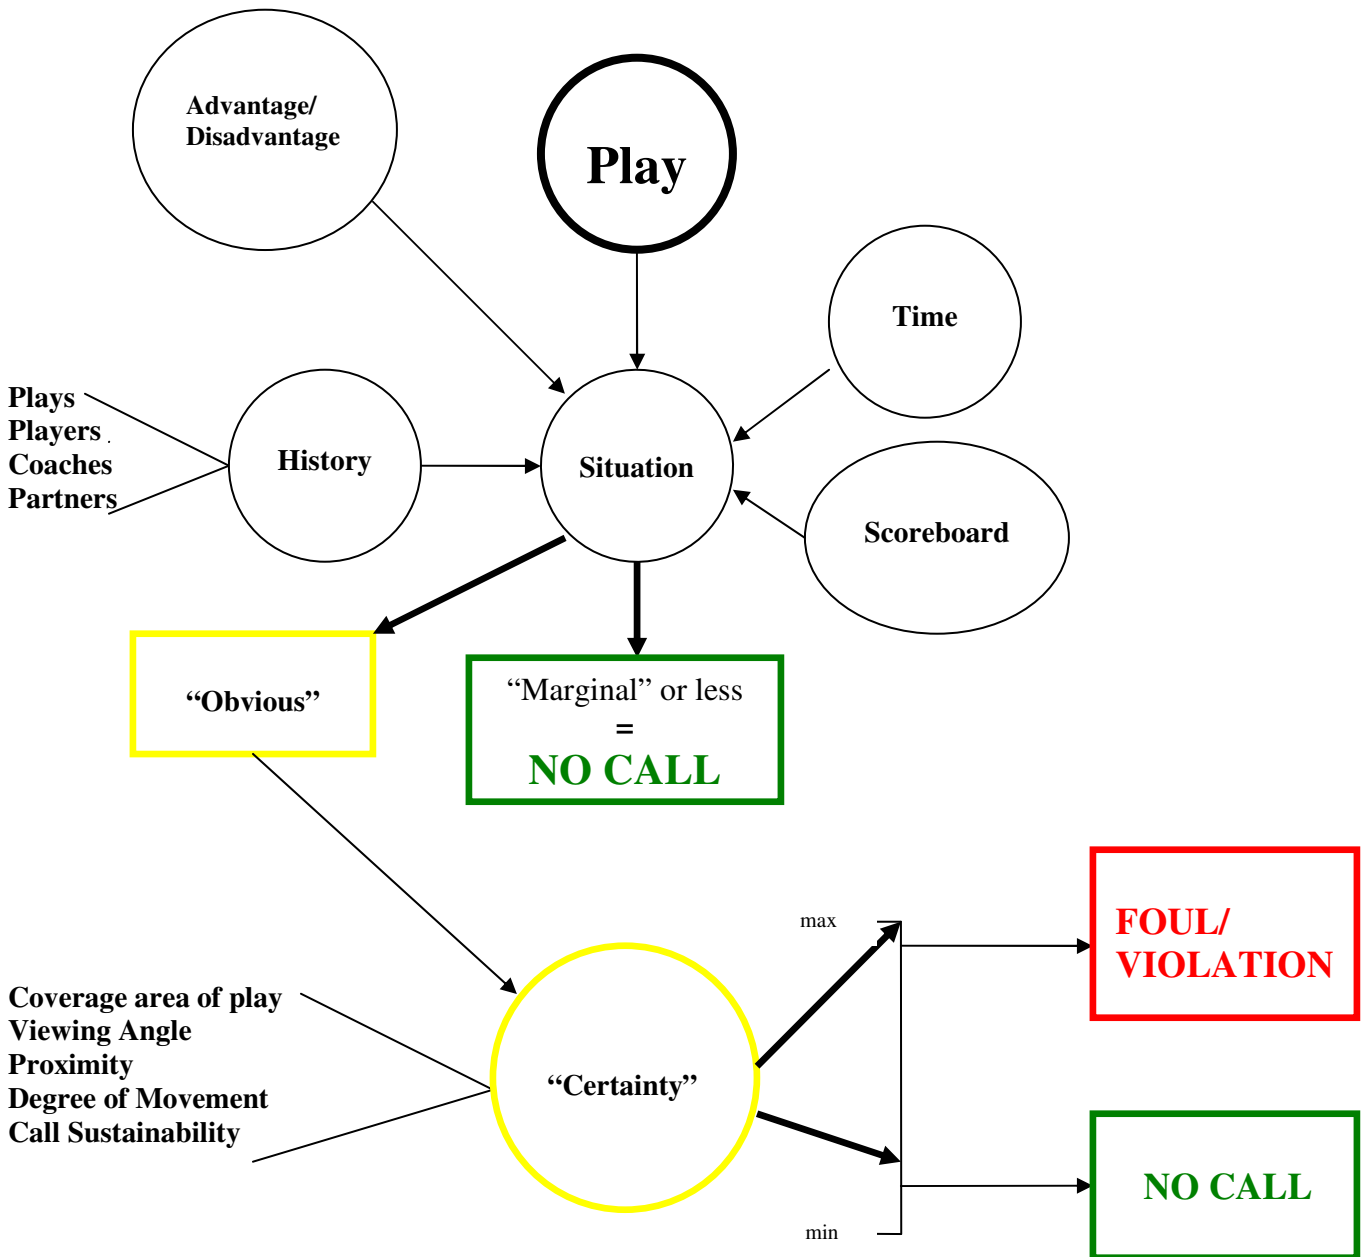 Advantage/
Disadvantage
Play
Time
Plays
Players
Coaches
Partners
History
Situation
Scoreboard
“Obvious”
“Marginal” or less
=
NO CALL
max
FOUL/
VIOLATION
Coverage area of play
Viewing Angle
Proximity
Degree of Movement
Call Sustainability
“Certainty”
NO CALL
min